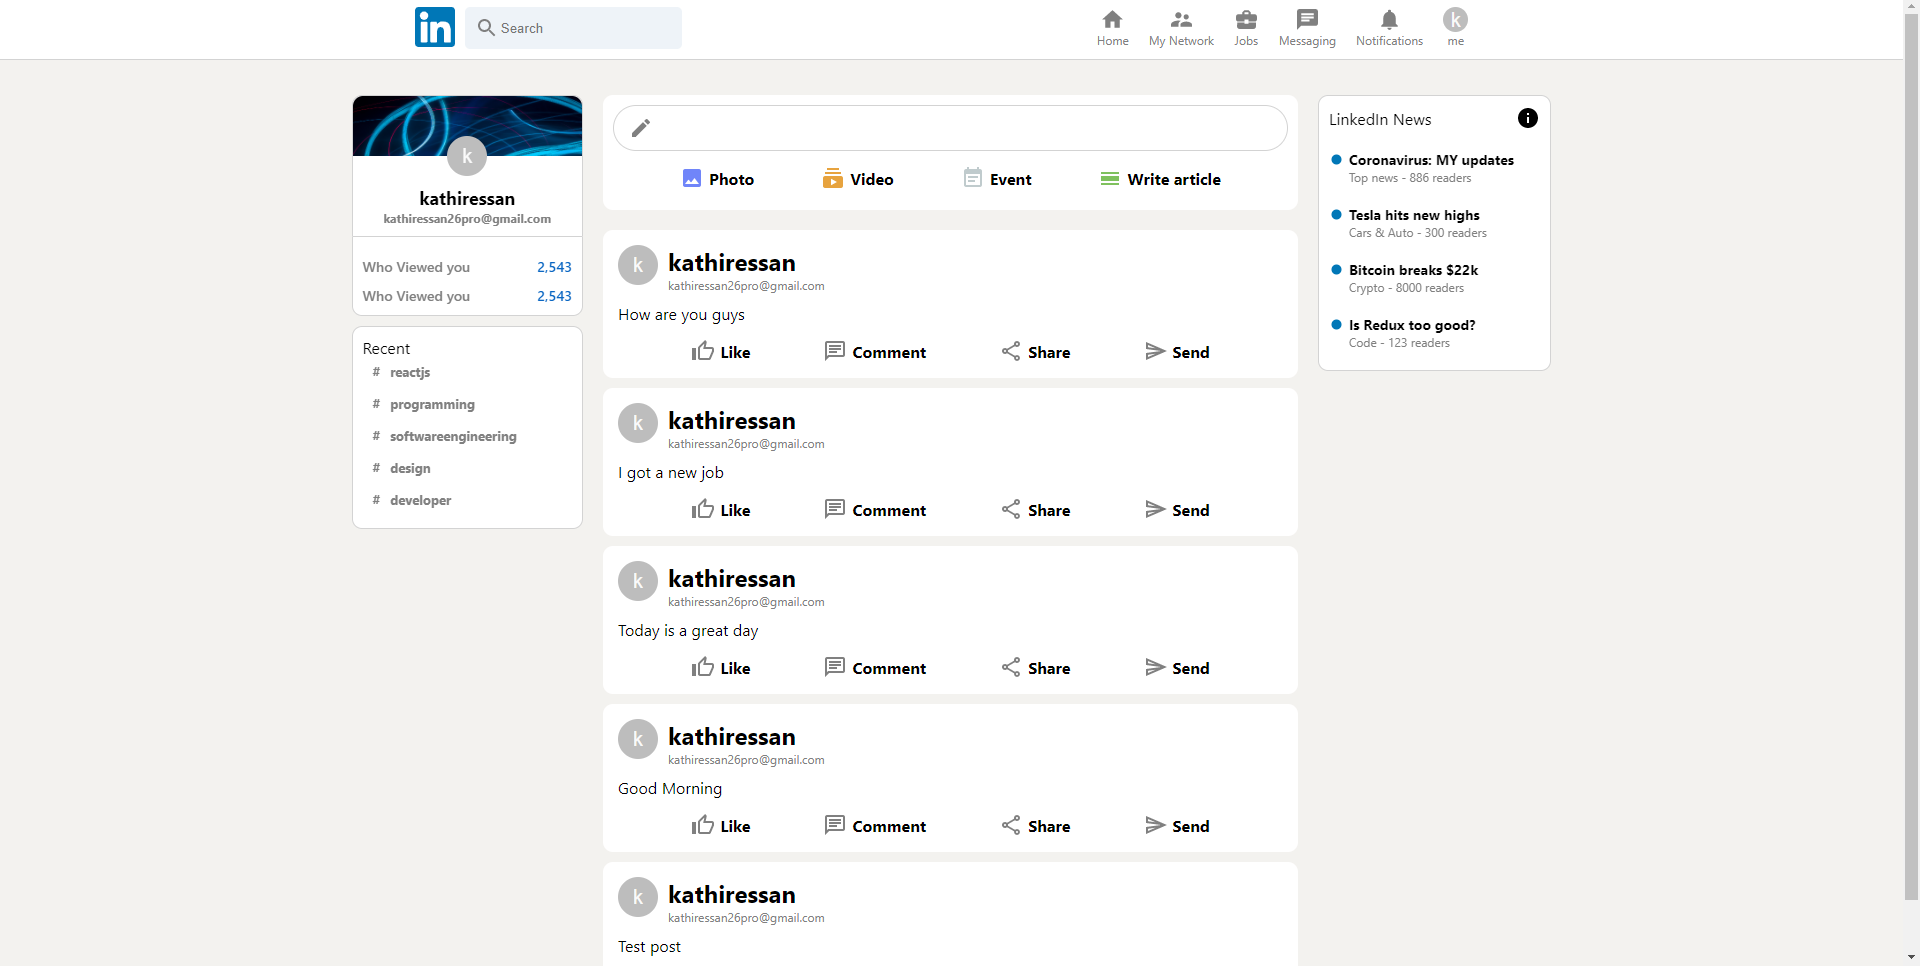 in
Search
Home
My Network
Jobs
Messaging
Notifications
k
me
k
kathiressan
kathiressan26pro@gmail.com
Who Viewed you 2,543
Who Viewed you 2,543
Recent
# reactjs
# programming
# softwareengineering
# design
# developer
Photo Video Event Write article
k
kathiressan
kathiressan26pro@gmail.com
How are you guys
Like Comment Share Send
k
kathiressan
kathiressan26pro@gmail.com
I got a new job
Like Comment Share Send
k
kathiressan
kathiressan26pro@gmail.com
Today is a great day
Like Comment Share Send
k
kathiressan
kathiressan26pro@gmail.com
Good Morning
Like Comment Share Send
k
kathiressan
kathiressan26pro@gmail.com
Test post
LinkedIn News
Coronavirus: MY updates
Top news - 886 readers
Tesla hits new highs
Cars & Auto - 300 readers
Bitcoin breaks $22k
Crypto - 8000 readers
Is Redux too good?
Code - 123 readers